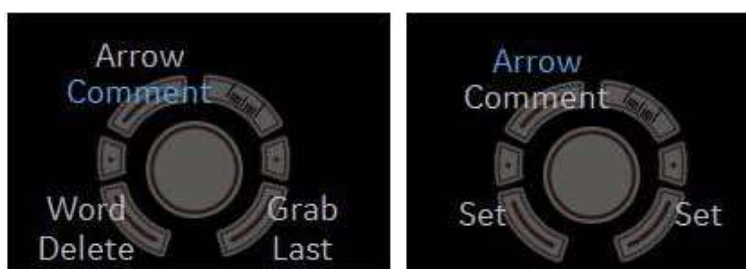 Arrow
Comment
Word
Delete
Grab
Last
Arrow
Comment
Set
Set